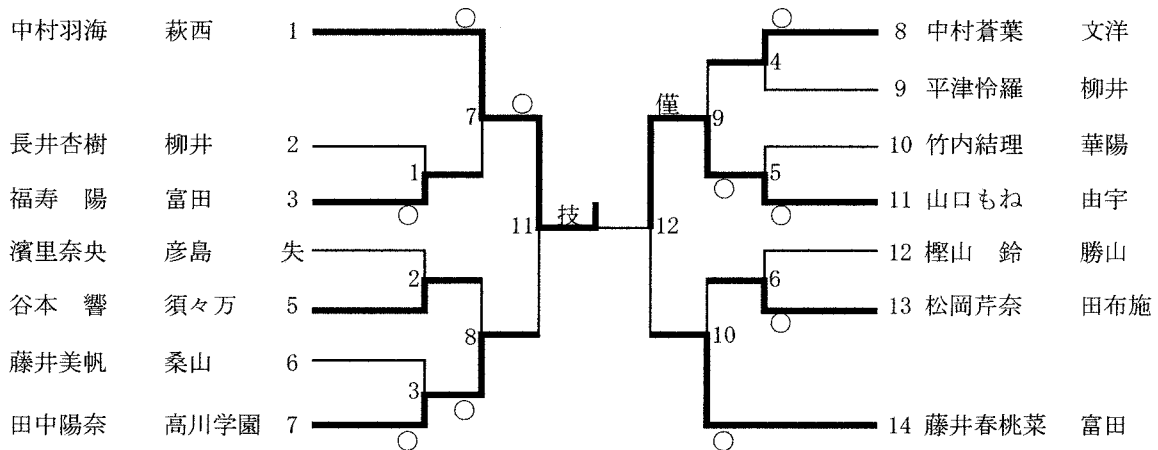 中村羽海 萩西 1
長井杏樹 柳井 2
福寿 陽 富田 3
濱里奈央 彦島 失
谷本 響 須々万 5
藤井美帆 桑山 6
田中陽奈 高川学園 7
○
7
○
1
○
11
技
2
8
3
○
○
○
4
僅
9
5
○
○
12
6
○
10
○
8 中村蒼葉 文洋
9 平津怜羅 柳井
10 竹内結理 華陽
11 山口もね 由宇
12 樫山 鈴 勝山
13 松岡芹奈 田布施
14 藤井春桃菜 富田